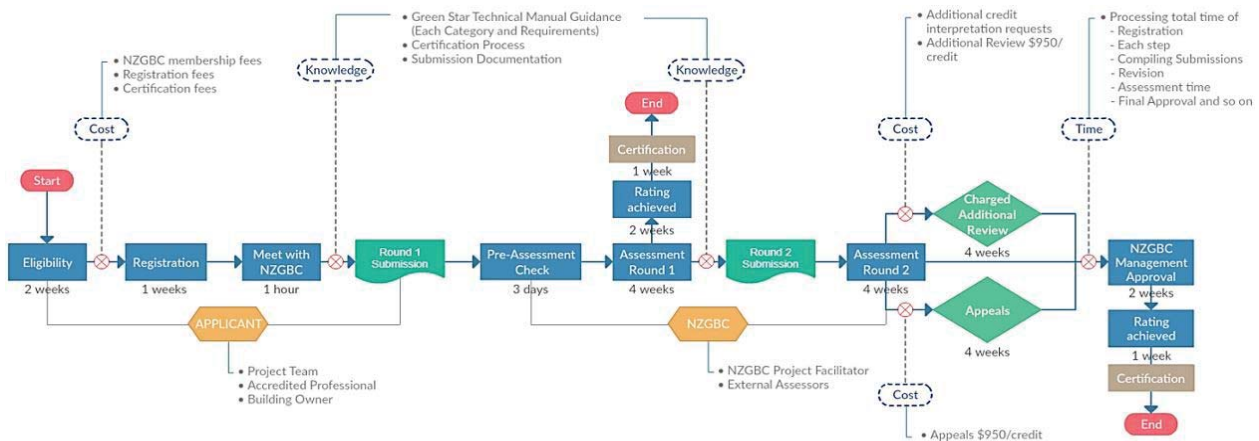 • Green Star Technical Manual Guidance
(Each Category and Requirements)
• Certification Process
• Submission Documentation
• Additional credit
interpretation requests
• Additional Review $950/
credit
• Processing total time of
- Registration
- Each step
- Compiling Submissions
- Revision
- Assessment time
- Final Approval and so on
• NZGBC membership fees
• Registration fees
• Certification fees
Knowledge
Knowledge
End
Cost
Cost
Time
Certification
1 week
Start
Rating
achieved
2 weeks
Charged
Additional
Review
4 weeks
Eligibility
2 weeks
Registration
1 weeks
Meet with
NZGBC
1 hour
Round 1
Submission
Pre-Assessment
Check
3 days
Assessment
Round 1
4 weeks
Round 2
Submission
Assessment
Round 2
4 weeks
NZGBC
Management
Approval
2 weeks
APPLICANT
NZGBC
Appeals
4 weeks
Rating
achieved
1 week
• Project Team
• Accredited Professional
• Building Owner
• NZGBC Project Facilitator
• External Assessors
Certification
Cost
End
• Appeals $950/credit